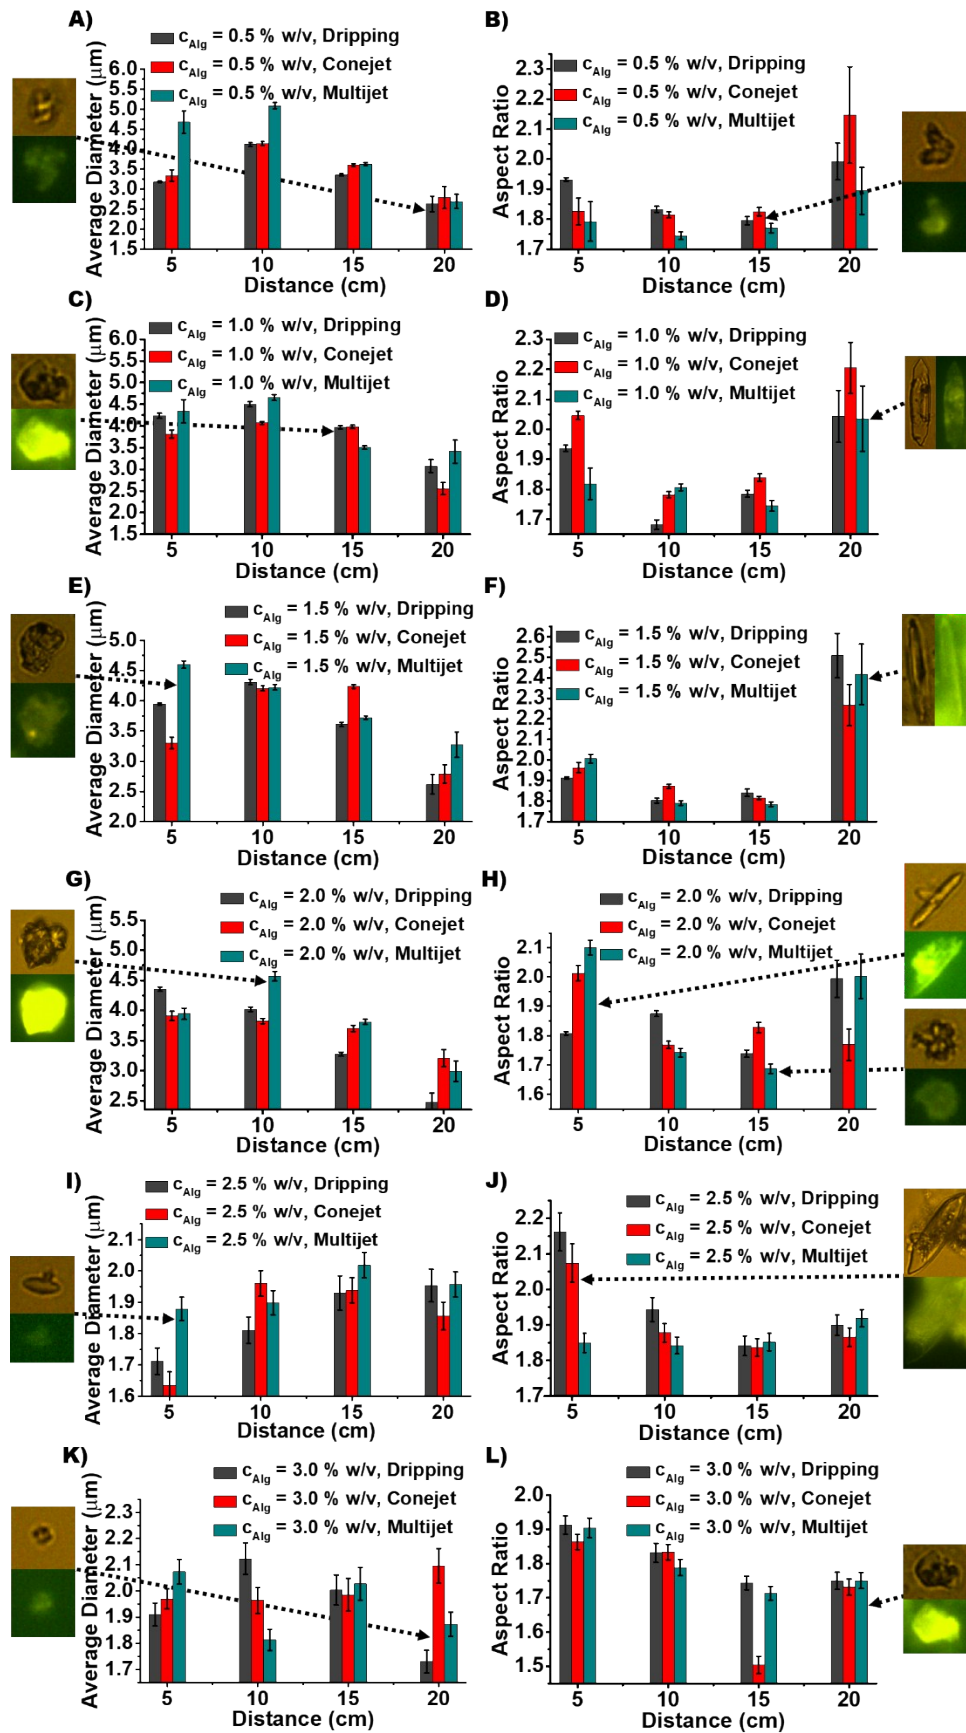 A)
c_Alg = 0.5 % w/v, Dripping
c_Alg = 0.5 % w/v, Conejet
c_Alg = 0.5 % w/v, Multijet
Average Diameter (μm)
6.0
5.5
5.0
4.5
4.0
3.5
3.0
2.5
2.0
1.5
5 10 15 20
Distance (cm)
B)
c_Alg = 0.5 % w/v, Dripping
c_Alg = 0.5 % w/v, Conejet
c_Alg = 0.5 % w/v, Multijet
Aspect Ratio
2.3
2.2
2.1
2.0
1.9
1.8
1.7
5 10 15 20
Distance (cm)
C)
c_Alg = 1.0 % w/v, Dripping
c_Alg = 1.0 % w/v, Conejet
c_Alg = 1.0 % w/v, Multijet
Average Diameter (μm)
6.0
5.5
5.0
4.5
4.0
3.5
3.0
2.5
2.0
1.5
5 10 15 20
Distance (cm)
D)
c_Alg = 1.0 % w/v, Dripping
c_Alg = 1.0 % w/v, Conejet
c_Alg = 1.0 % w/v, Multijet
Aspect Ratio
2.3
2.2
2.1
2.0
1.9
1.8
1.7
5 10 15 20
Distance (cm)
E)
c_Alg = 1.5 % w/v, Dripping
c_Alg = 1.5 % w/v, Conejet
c_Alg = 1.5 % w/v, Multijet
Average Diameter (μm)
5.0
4.5
4.0
3.5
3.0
2.5
2.0
5 10 15 20
Distance (cm)
F)
c_Alg = 1.5 % w/v, Dripping
c_Alg = 1.5 % w/v, Conejet
c_Alg = 1.5 % w/v, Multijet
Aspect Ratio
2.6
2.5
2.4
2.3
2.2
2.1
2.0
1.9
1.8
1.7
5 10 15 20
Distance (cm)
G)
c_Alg = 2.0 % w/v, Dripping
c_Alg = 2.0 % w/v, Conejet
c_Alg = 2.0 % w/v, Multijet
Average Diameter (μm)
5.5
5.0
4.5
4.0
3.5
3.0
2.5
5 10 15 20
Distance (cm)
H)
c_Alg = 2.0 % w/v, Dripping
c_Alg = 2.0 % w/v, Conejet
c_Alg = 2.0 % w/v, Multijet
Aspect Ratio
2.1
2.0
1.9
1.8
1.7
1.6
5 10 15 20
Distance (cm)
I)
c_Alg = 2.5 % w/v, Dripping
c_Alg = 2.5 % w/v, Conejet
c_Alg = 2.5 % w/v, Multijet
Average Diameter (μm)
2.1
2.0
1.9
1.8
1.7
1.6
5 10 15 20
Distance (cm)
J)
c_Alg = 2.5 % w/v, Dripping
c_Alg = 2.5 % w/v, Conejet
c_Alg = 2.5 % w/v, Multijet
Aspect Ratio
2.2
2.1
2.0
1.9
1.8
1.7
5 10 15 20
Distance (cm)
K)
c_Alg = 3.0 % w/v, Dripping
c_Alg = 3.0 % w/v, Conejet
c_Alg = 3.0 % w/v, Multijet
Average Diameter (μm)
2.3
2.2
2.1
2.0
1.9
1.8
1.7
5 10 15 20
Distance (cm)
L)
c_Alg = 3.0 % w/v, Dripping
c_Alg = 3.0 % w/v, Conejet
c_Alg = 3.0 % w/v, Multijet
Aspect Ratio
2.0
1.9
1.8
1.7
1.6
1.5
5 10 15 20
Distance (cm)